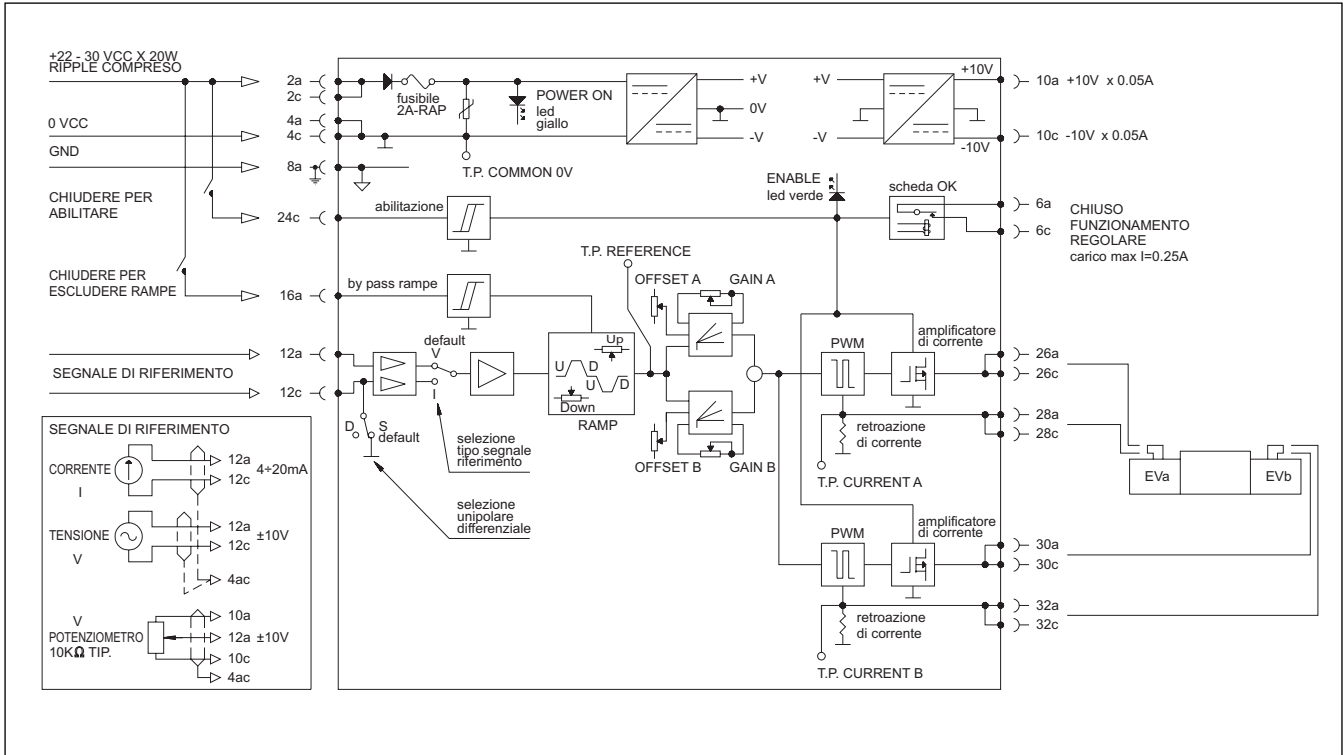 +22 - 30 VCC X 20W
RIPPLE COMPRESO
0 VCC
GND
CHIUDERE PER
ABILITARE
CHIUDERE PER
ESCLUDERE RAMPE
SEGNALE DI RIFERIMENTO
2a
2c
4a
4c
8a
24c
16a
12a
12c
fusibile
2A-RAP
POWER ON
led
giallo
T.P. COMMON 0V
+V
0V
-V
+V
-V
+10V
-10V
10a +10V x 0.05A
10c -10V x 0.05A
abilitazione
ENABLE
led verde
scheda OK
6a
6c
CHIUSO
FUNZIONAMENTO
REGOLARE
carico max I=0.25A
by pass rampe
T.P. REFERENCE
OFFSET A
GAIN A
default
V
I
D
S
default
selezione
tipo segnale
riferimento
selezione
unipolare
differenziale
Up
U D
U D
Down
RAMP
OFFSET B
GAIN B
PWM
amplificatore
di corrente
26a
26c
28a
28c
retroazione
di corrente
T.P. CURRENT A
EVa
EVb
PWM
amplificatore
di corrente
30a
30c
32a
32c
retroazione
di corrente
T.P. CURRENT B
SEGNALE DI RIFERIMENTO
CORRENTE
I
12a
12c
4÷20mA
TENSIONE
V
12a
12c
±10V
4ac
V
POTENZIOMETRO
10KΩ TIP.
10a
12a ±10V
10c
4ac